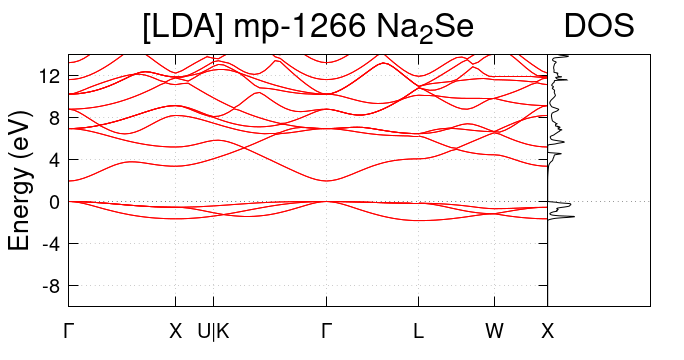 [LDA] mp-1266 Na₂Se DOS
Energy (eV)
12
8
4
0
-4
-8
Γ X U|K Γ L W X